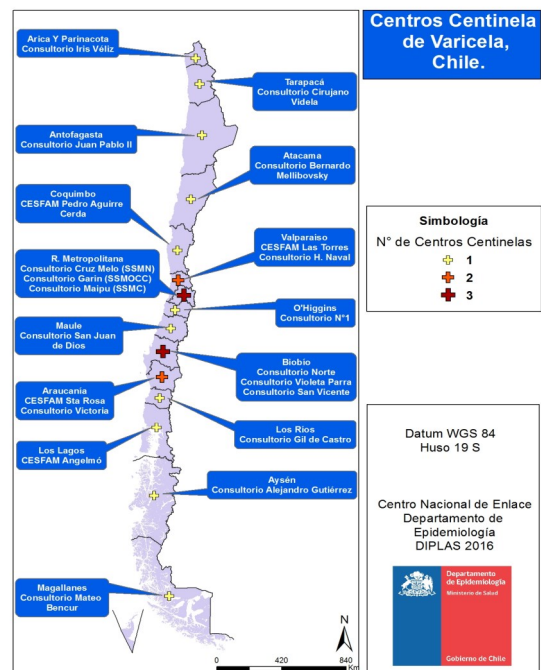 Centros Centinela
de Varicela,
Chile.
Arica Y Parinacota
Consultorio Iris Véliz
Tarapacá
Consultorio Cirujano
Videla
Antofagasta
Consultorio Juan Pablo II
Atacama
Consultorio Bernardo
Mellibovsky
Coquimbo
CESFAM Pedro Aguirre
Cerda
Valparaiso
CESFAM Las Torres
Consultorio H. Naval
R. Metropolitana
Consultorio Cruz Melo (SSMN)
Consultorio Garin (SSMOCC)
Consultorio Maipu (SSMC)
O'Higgins
Consultorio N°1
Maule
Consultorio San Juan
de Dios
Biobio
Consultorio Norte
Consultorio Violeta Parra
Consultorio San Vicente
Araucania
CESFAM Sta Rosa
Consultorio Victoria
Los Rios
Consultorio Gil de Castro
Los Lagos
CESFAM Angelmó
Aysén
Consultorio Alejandro Gutiérrez
Magallanes
Consultorio Mateo
Bencur
N
0 420 840
Km
Simbología
N° de Centros Centinelas
1
2
3
Datum WGS 84
Huso 19 S
Centro Nacional de Enlace
Departamento de
Epidemiología
DIPLAS 2016
Departamento
de Epidemiología
Ministerio de Salud
Gobierno de Chile